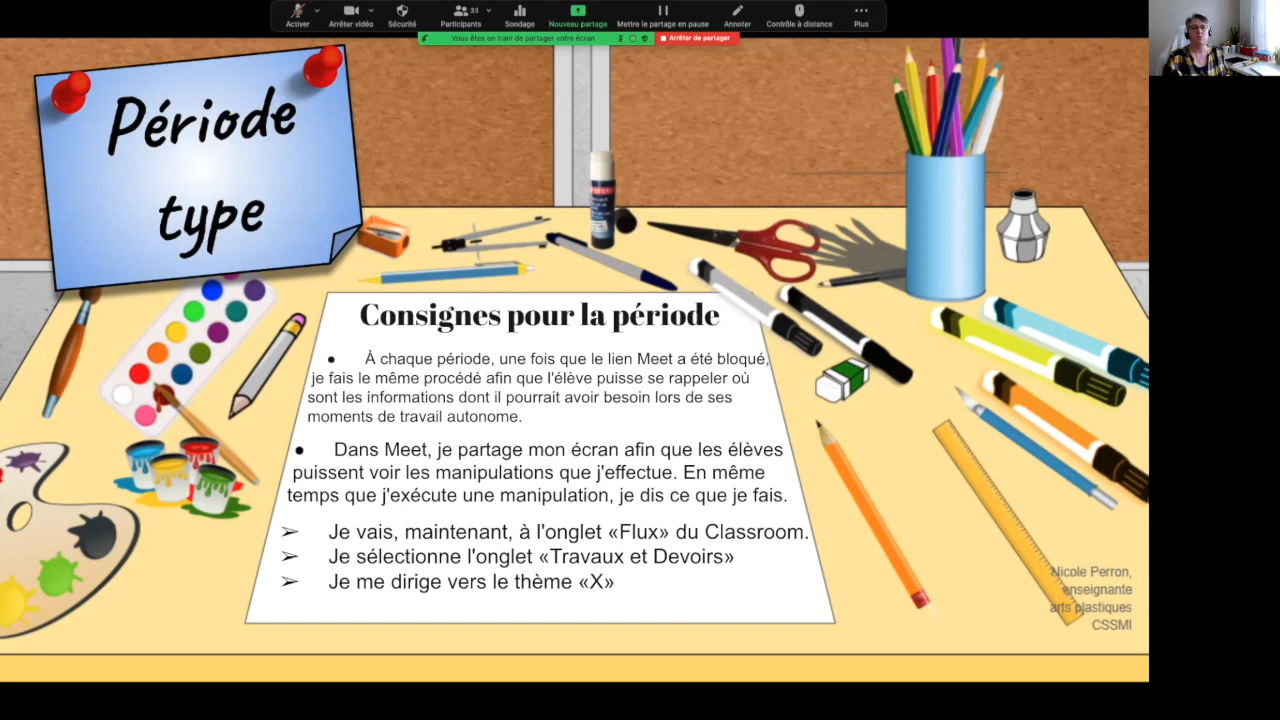 Activer
Arrêter vidéo
Sécurité
Participants
33
Sondage
Nouveau partage
Mettre le partage en pause
Annoter
Contrôle à distance
Plus
Vous êtes en train de partager votre écran
Arrêter de partager
Période
type
Consignes pour la période
● À chaque période, une fois que le lien Meet a été bloqué,
je fais le même procédé afin que l'élève puisse se rappeler où
sont les informations dont il pourrait avoir besoin lors de ses
moments de travail autonome.
● Dans Meet, je partage mon écran afin que les élèves
puissent voir les manipulations que j'effectue. En même
temps que j'exécute une manipulation, je dis ce que je fais.
➢ Je vais, maintenant, à l'onglet «Flux» du Classroom.
➢ Je sélectionne l'onglet «Travaux et Devoirs»
➢ Je me dirige vers le thème «X»
Nicole Perron,
enseignante
arts plastiques
CSSMI